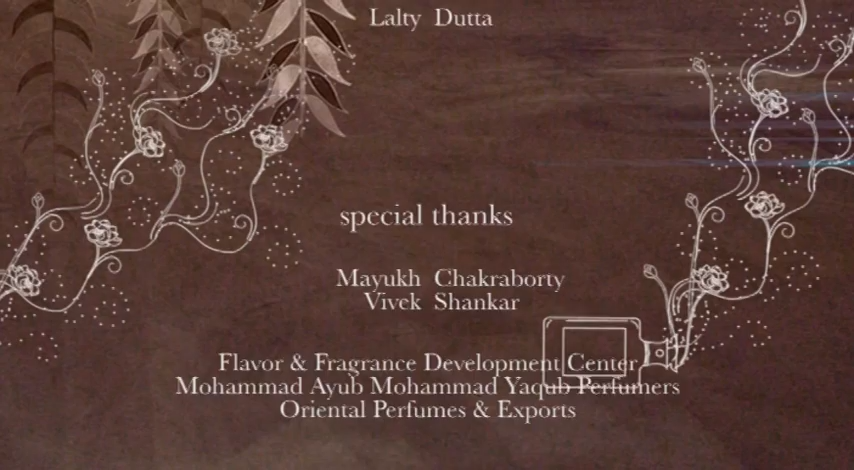 Lalty Dutta
special thanks
Mayukh Chakraborty
Vivek Shankar
Flavor & Fragrance Development Center
Mohammad Ayub Mohammad Yaqub Perfumers
Oriental Perfumes & Exports